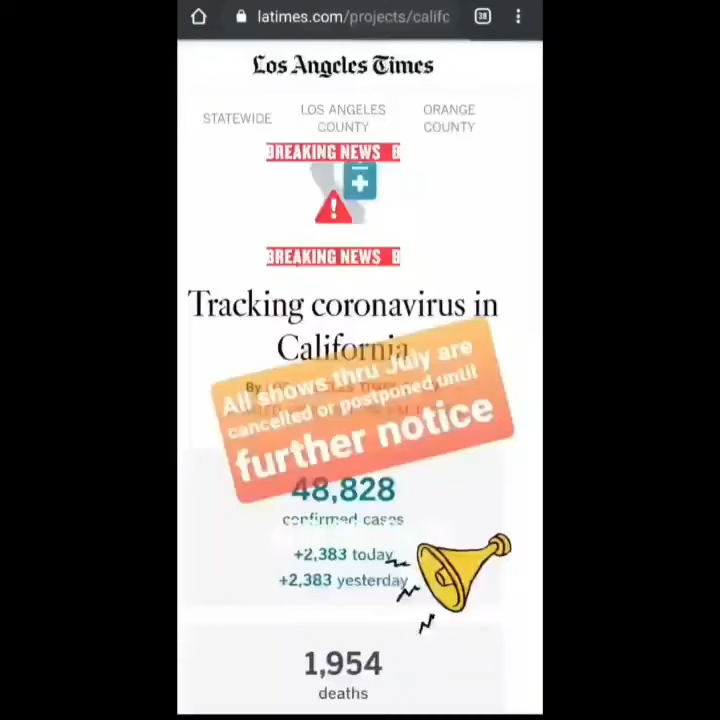 latimes.com/projects/califc
38
Los Angeles Times
STATEWIDE
LOS ANGELES
COUNTY
ORANGE
COUNTY
BREAKING NEWS B
BREAKING NEWS B
Tracking coronavirus in
California
By
All shows thru July are
cancelled or postponed until
further notice
48,828
confirmed cases
+2,383 today
+2,383 yesterday
1,954
deaths